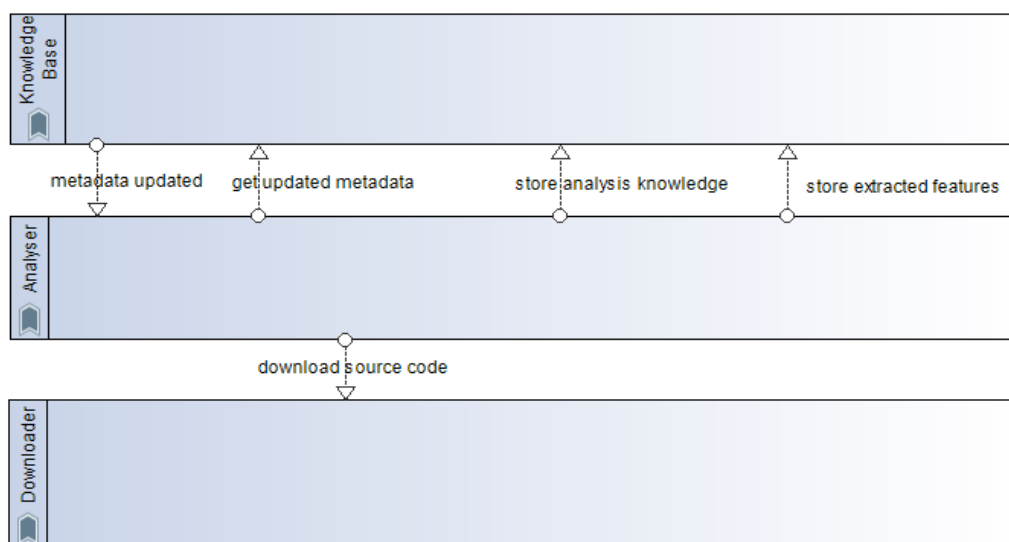 Knowledge
Base
metadata updated
get updated metadata
store analysis knowledge
store extracted features
Analyser
download source code
Downloader